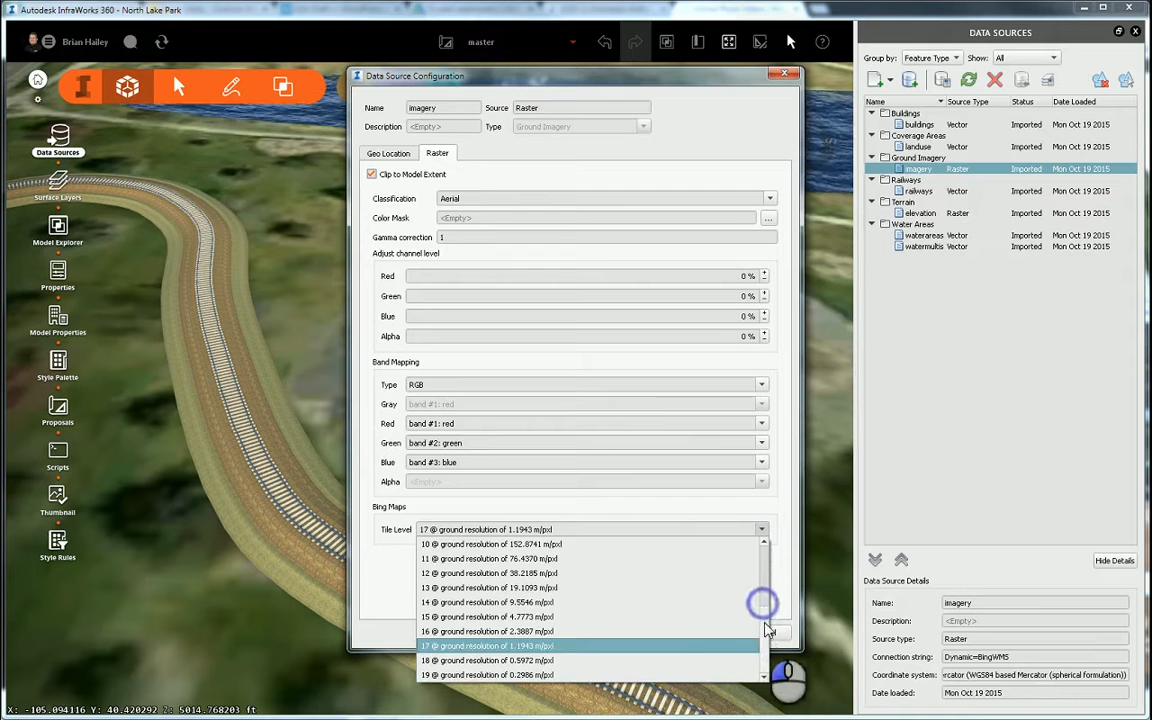 Autodesk InfraWorks 360 - North Lake Park
Brian Hailey
master
Data Sources
Surface Layers
Model Explorer
Properties
Model Properties
Style Palette
Proposals
Scripts
Thumbnail
Style Rules
Data Source Configuration
Name imagery Source Raster
Description <Empty> Type Ground Imagery
Geo Location Raster
Clip to Model Extent
Classification Aerial
Color Mask <Empty> ...
Gamma correction 1
Adjust channel level
Red 0 %
Green 0 %
Blue 0 %
Alpha 0 %
Band Mapping
Type RGB
Gray band #1: red
Red band #1: red
Green band #2: green
Blue band #3: blue
Alpha <Empty>
Bing Maps
Tile Level 17 @ ground resolution of 1.1943 m/pxl
10 @ ground resolution of 152.8741 m/pxl
11 @ ground resolution of 76.4370 m/pxl
12 @ ground resolution of 38.2185 m/pxl
13 @ ground resolution of 19.1093 m/pxl
14 @ ground resolution of 9.5546 m/pxl
15 @ ground resolution of 4.7773 m/pxl
16 @ ground resolution of 2.3887 m/pxl
17 @ ground resolution of 1.1943 m/pxl
18 @ ground resolution of 0.5972 m/pxl
19 @ ground resolution of 0.2986 m/pxl
DATA SOURCES
Group by: Feature Type Show: All
Name Source Type Status Date Loaded
Buildings
buildings Vector Imported Mon Oct 19 2015
Coverage Areas
landuse Vector Imported Mon Oct 19 2015
Ground Imagery
imagery Raster Imported Mon Oct 19 2015
Railways
railways Vector Imported Mon Oct 19 2015
Terrain
elevation Raster Imported Mon Oct 19 2015
Water Areas
waterareas Vector Imported Mon Oct 19 2015
watermultis Vector Imported Mon Oct 19 2015
Hide Details
Data Source Details
Name: imagery
Description: <Empty>
Source type: Raster
Connection string: Dynamic=BingWMS
Coordinate system: ercator (WGS84 based Mercator (spherical formulation))
Date loaded: Mon Oct 19 2015
X: -105.094116 Y: 40.420292 Z: 5014.768203 ft